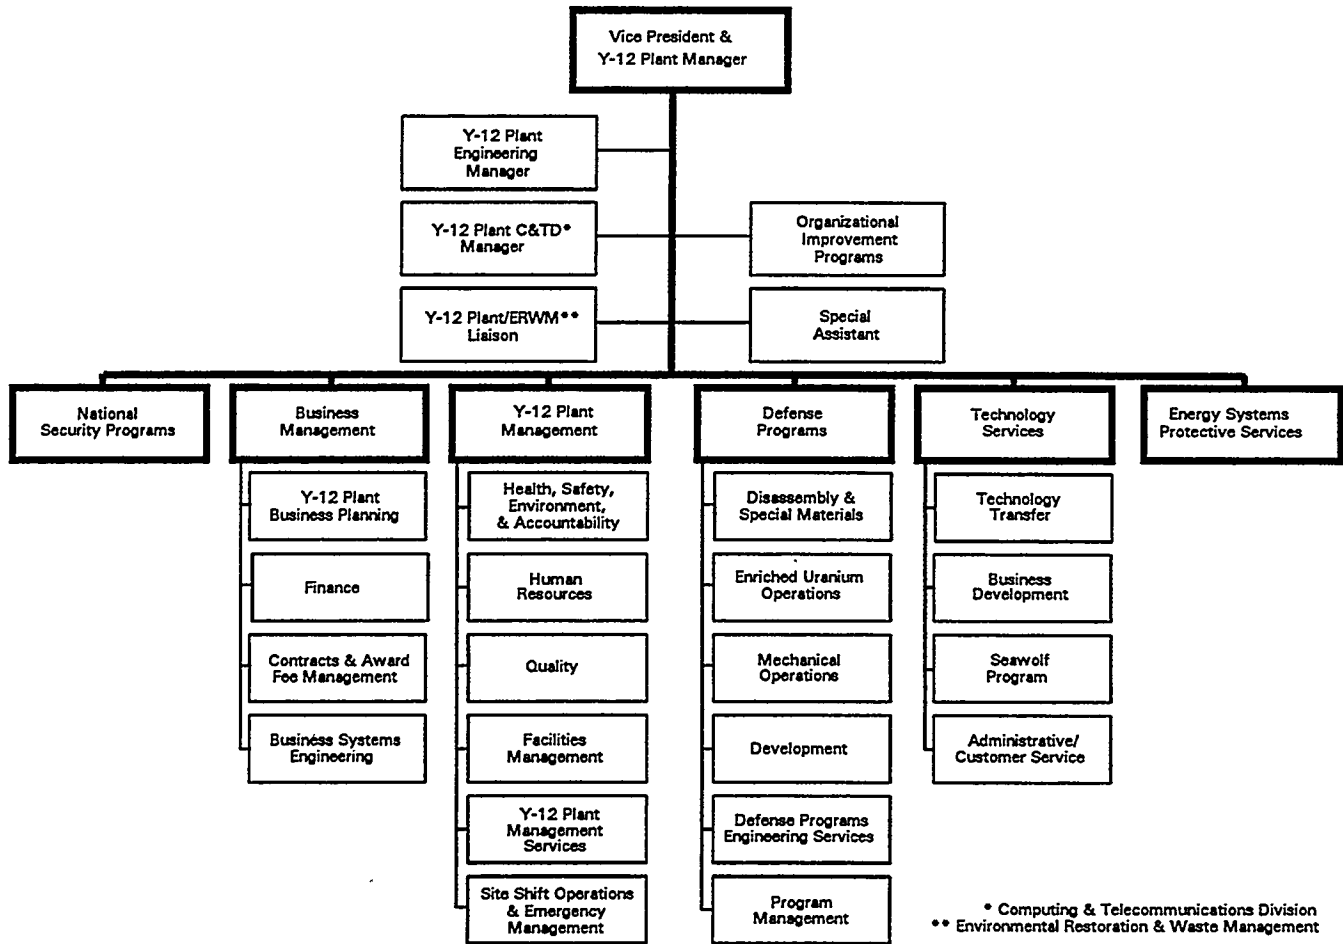 Vice President &
Y-12 Plant Manager
Y-12 Plant
Engineering
Manager
Y-12 Plant C&TD*
Manager
Organizational
Improvement
Programs
Y-12 Plant/ERWM**
Liaison
Special
Assistant
National
Security Programs
Business
Management
Y-12 Plant
Management
Defense
Programs
Technology
Services
Energy Systems
Protective Services
Y-12 Plant
Business Planning
Finance
Contracts & Award
Fee Management
Business Systems
Engineering
Health, Safety,
Environment,
& Accountability
Human
Resources
Quality
Facilities
Management
Y-12 Plant
Management
Services
Site Shift Operations
& Emergency
Management
Disassembly &
Special Materials
Enriched Uranium
Operations
Mechanical
Operations
Development
Defense Programs
Engineering Services
Program
Management
Technology
Transfer
Business
Development
Seawolf
Program
Administrative/
Customer Service
* Computing & Telecommunications Division
** Environmental Restoration & Waste Management